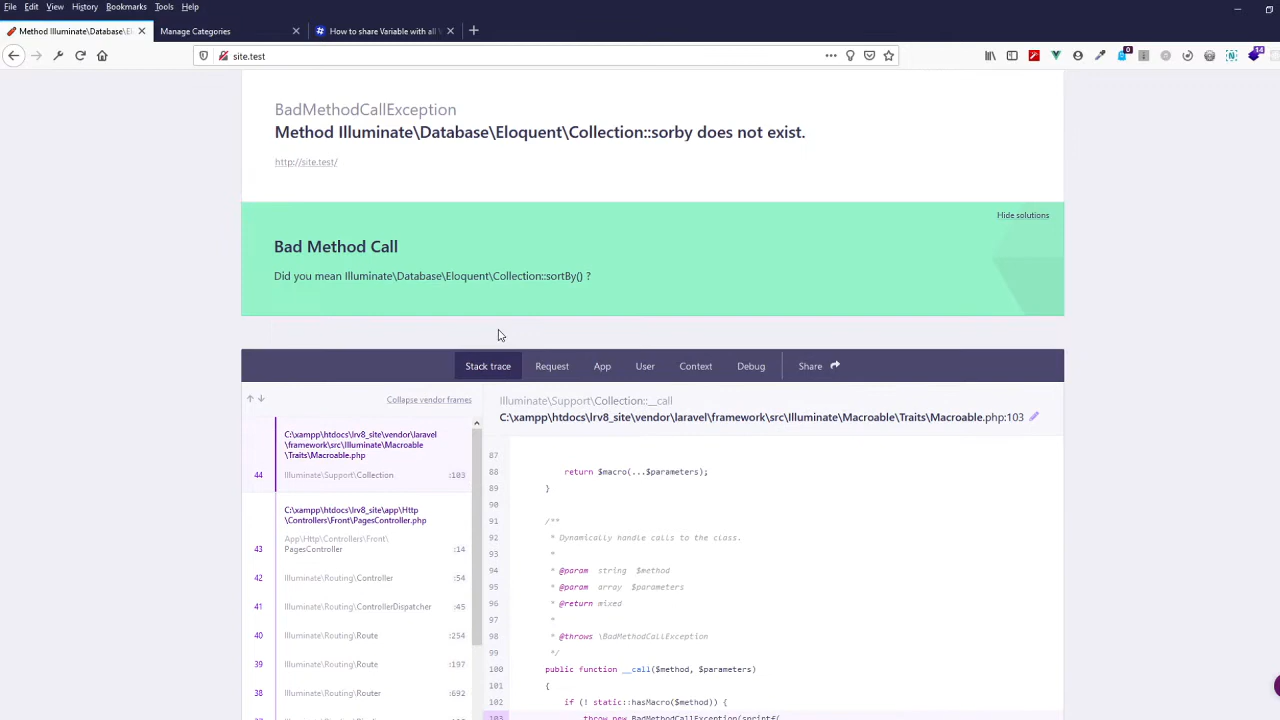 File Edit View History Bookmarks Tools Help
Method Illuminate\Database\El
Manage Categories
How to share Variable with all V
site.test
0
14
BadMethodCallException
Method Illuminate\Database\Eloquent\Collection::sorby does not exist.
http://site.test/
Hide solutions
Bad Method Call
Did you mean Illuminate\Database\Eloquent\Collection::sortBy() ?
Stack trace Request App User Context Debug Share
Collapse vendor frames
C:\xampp\htdocs\lrv8_site\vendor\laravel
\framework\src\Illuminate\Macroable
\Traits\Macroable.php
44 Illuminate\Support\Collection :103
C:\xampp\htdocs\lrv8_site\app\Http
\Controllers\Front\PagesController.php
App\Http\Controllers\Front\
43 PagesController :14
42 Illuminate\Routing\Controller :54
41 Illuminate\Routing\ControllerDispatcher :45
40 Illuminate\Routing\Route :254
39 Illuminate\Routing\Route :197
38 Illuminate\Routing\Router :692
Illuminate\Support\Collection::__call
C:\xampp\htdocs\lrv8_site\vendor\laravel\framework\src\Illuminate\Macroable\Traits\Macroable.php:103
87
88 return $macro(...$parameters);
89 }
90
91 /**
92 * Dynamically handle calls to the class.
93 *
94 * @param string $method
95 * @param array $parameters
96 * @return mixed
97 *
98 * @throws \BadMethodCallException
99 */
100 public function __call($method, $parameters)
101 {
102 if (! static::hasMacro($method)) {
103 throw new BadMethodCallException(sprintf(